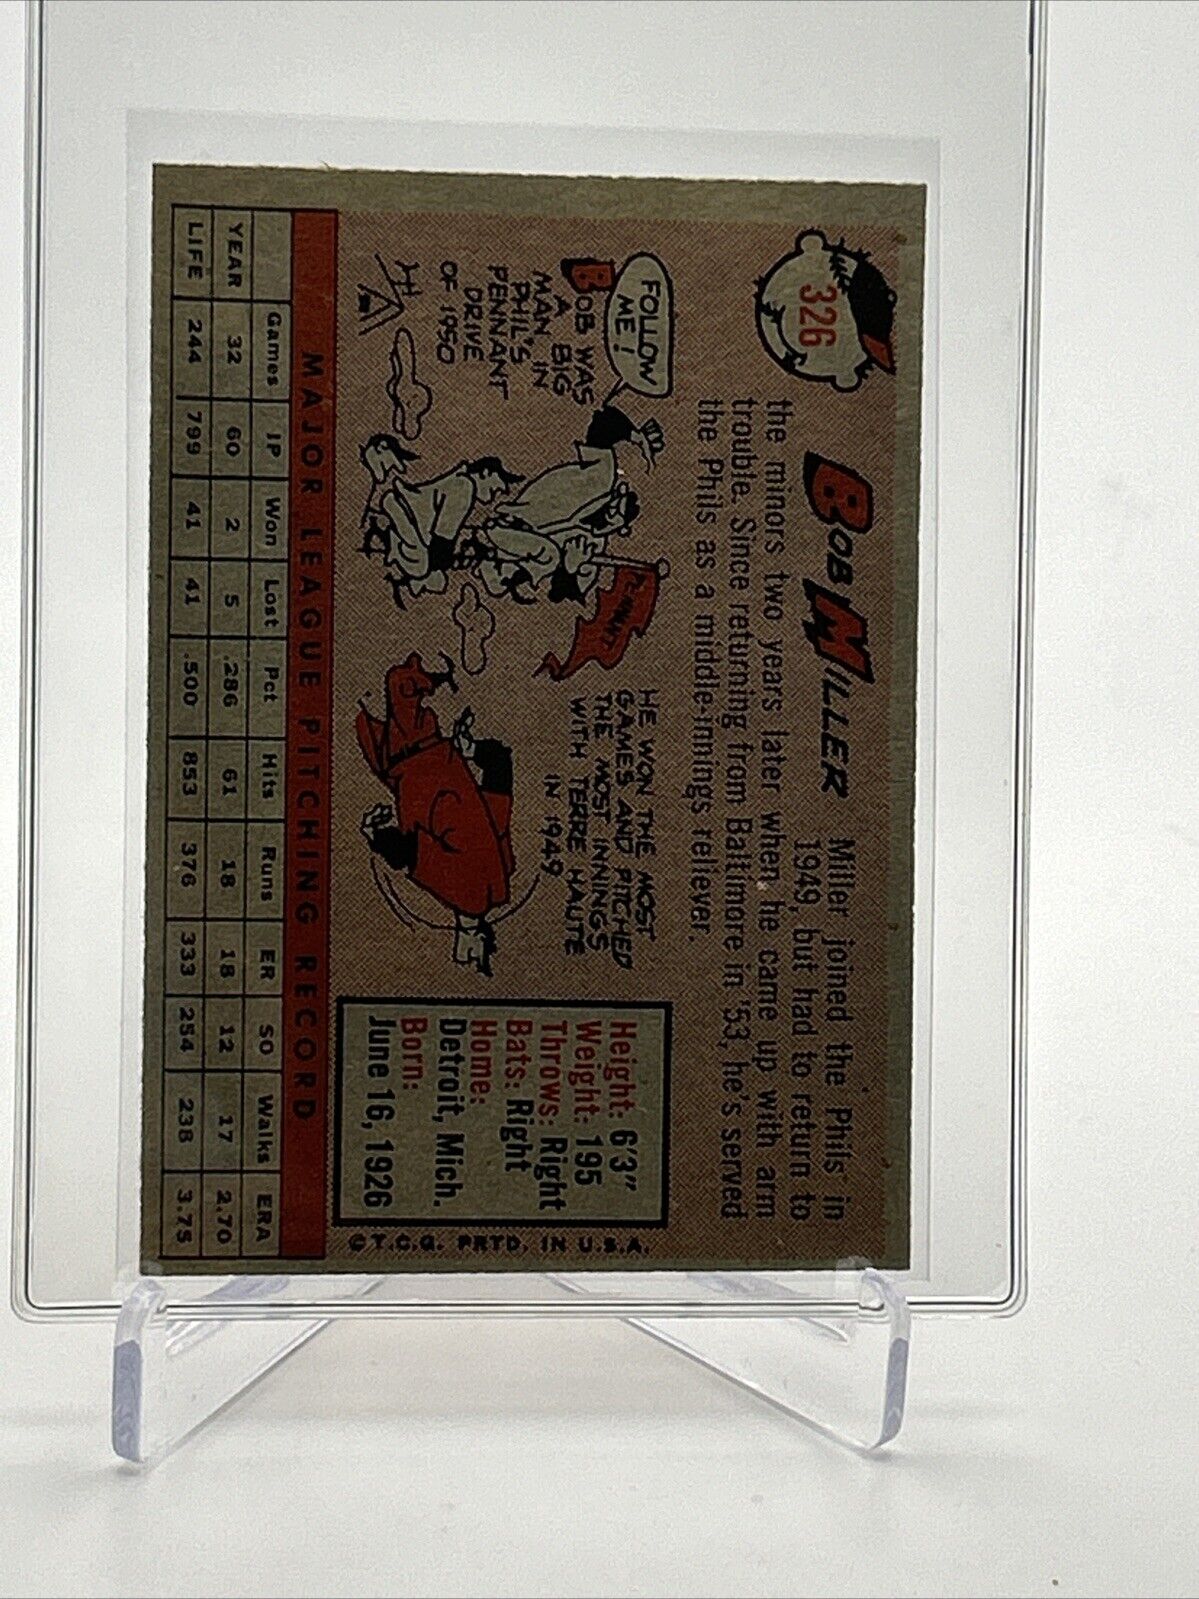 326
BOB MILLER
Miller joined the Phils in
1949, but had to return to
the minors two years later when he came up with arm
trouble. Since returning from Baltimore in '53, he's served
the Phils as a middle-innings reliever.
FOLLOW
ME!
BOB WAS
A BIG
MAN IN
PHIL'S
PENNANT
DRIVE
OF 1950
PENNANT
HE WON THE MOST
GAMES AND PITCHED
THE MOST INNINGS
WITH TERRE HAUTE
IN 1949
Height: 6'3"
Weight: 195
Throws: Right
Bats: Right
Home:
Detroit, Mich.
Born:
June 16, 1926
© T.C.G. PRTD. IN U.S.A.
MAJOR LEAGUE PITCHING RECORD
Games IP Won Lost Pct Hits Runs ER SO Walks ERA
YEAR 32 60 2 5 .286 61 18 18 12 17 2.70
LIFE 244 799 41 41 .500 853 376 333 254 238 3.75